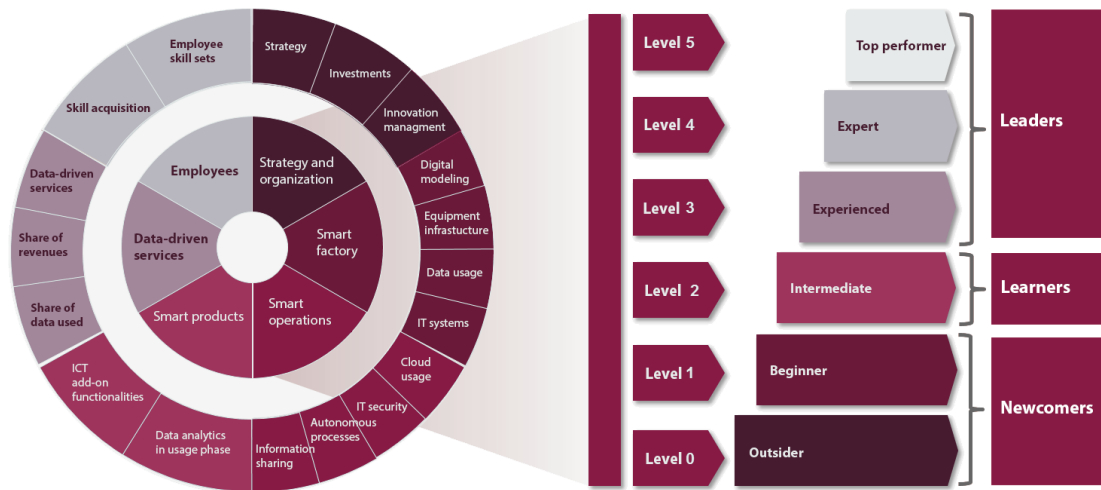 Employee
skill sets
Strategy
Investments
Innovation
managment
Digital
modeling
Equipment
infrastucture
Data usage
IT systems
Cloud
usage
IT security
Autonomous
processes
Information
sharing
Data analytics
in usage phase
ICT
add-on
functionalities
Share of
data used
Share of
revenues
Data-driven
services
Skill acquisition
Employees
Strategy and
organization
Smart
factory
Smart
operations
Smart products
Data-driven
services
Level 5
Top performer
Level 4
Expert
Leaders
Level 3
Experienced
Level 2
Intermediate
Learners
Level 1
Beginner
Newcomers
Level 0
Outsider